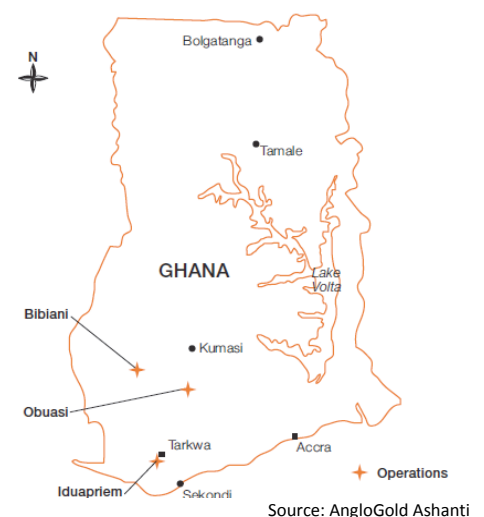 Bolgatanga
N
Tamale
GHANA
Lake
Volta
Bibiani
Kumasi
Obuasi
Tarkwa
Accra
Operations
Iduapriem
Sekondi
Source: AngloGold Ashanti